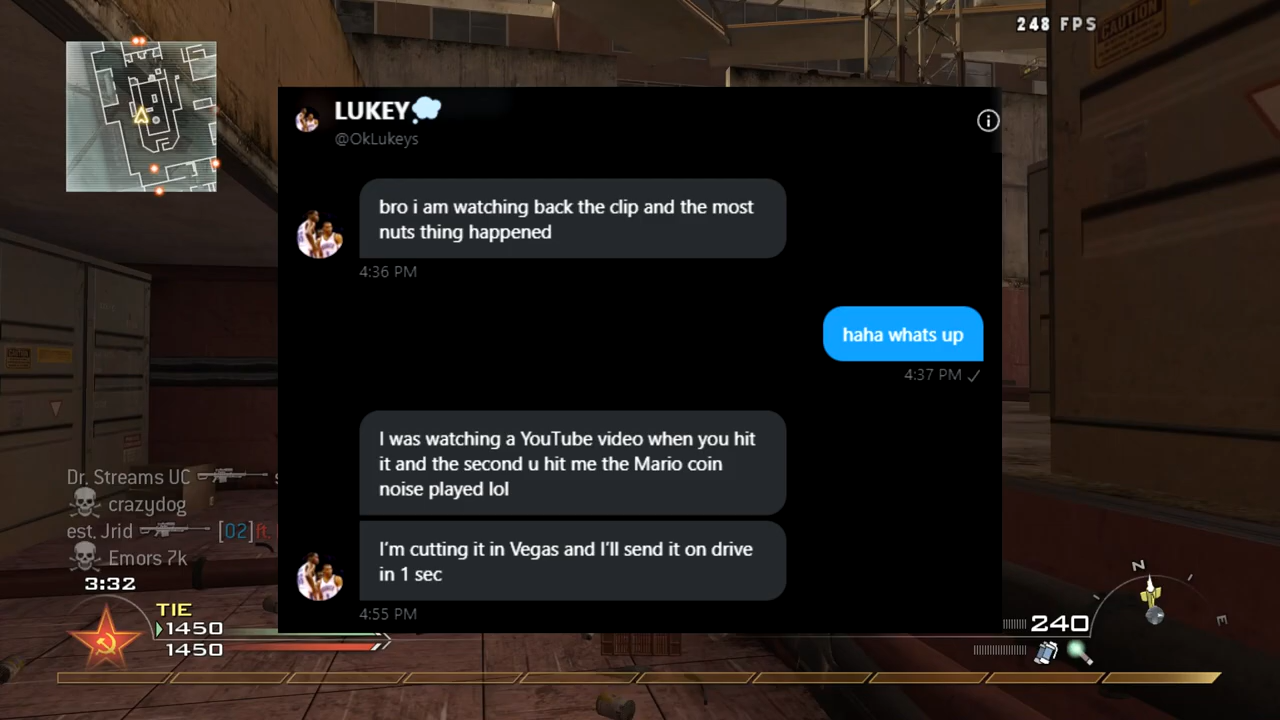 248 FPS
CAUTION
LUKEY
@OkLukeys
bro i am watching back the clip and the most
nuts thing happened
4:36 PM
haha whats up
4:37 PM
I was watching a YouTube video when you hit
it and the second u hit me the Mario coin
noise played lol
I'm cutting it in Vegas and I'll send it on drive
in 1 sec
4:55 PM
Dr. Streams UC
crazydog
est. Jrid [02]ft.
Emors 7k
3:32
TIE
1450
1450
240
N
E